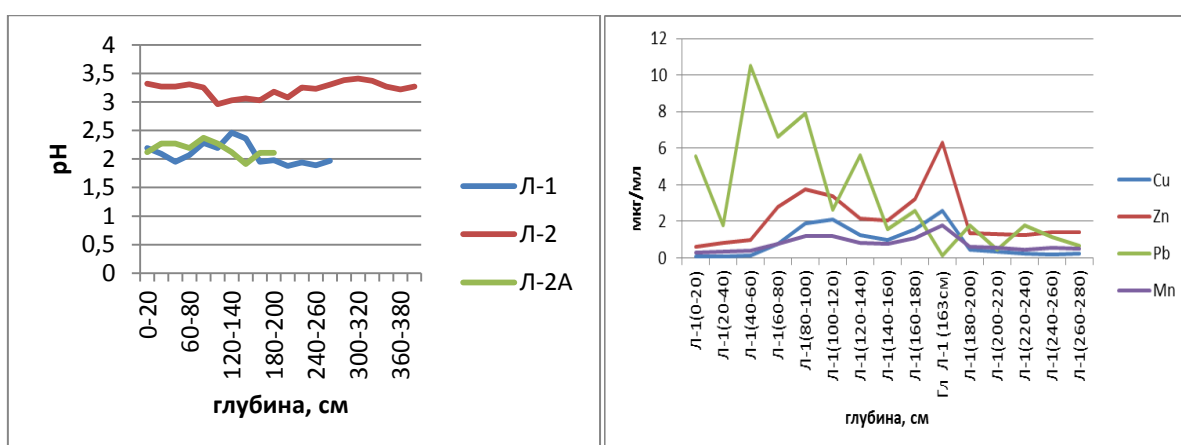 4
3,5
3
2,5
2
1,5
1
0,5
0
pH
0-20
60-80
120-140
180-200
240-260
300-320
360-380
глубина, см
Л-1
Л-2
Л-2А
12
10
8
6
4
2
0
мкг/мл
Л-1(0-20)
Л-1(20-40)
Л-1(40-60)
Л-1(60-80)
Л-1(80-100)
Л-1(100-120)
Л-1(120-140)
Л-1(140-160)
Л-1(160-180)
Гл Л-1 (163см)
Л-1(180-200)
Л-1(200-220)
Л-1(220-240)
Л-1(240-260)
Л-1(260-280)
глубина, см
Cu
Zn
Pb
Mn